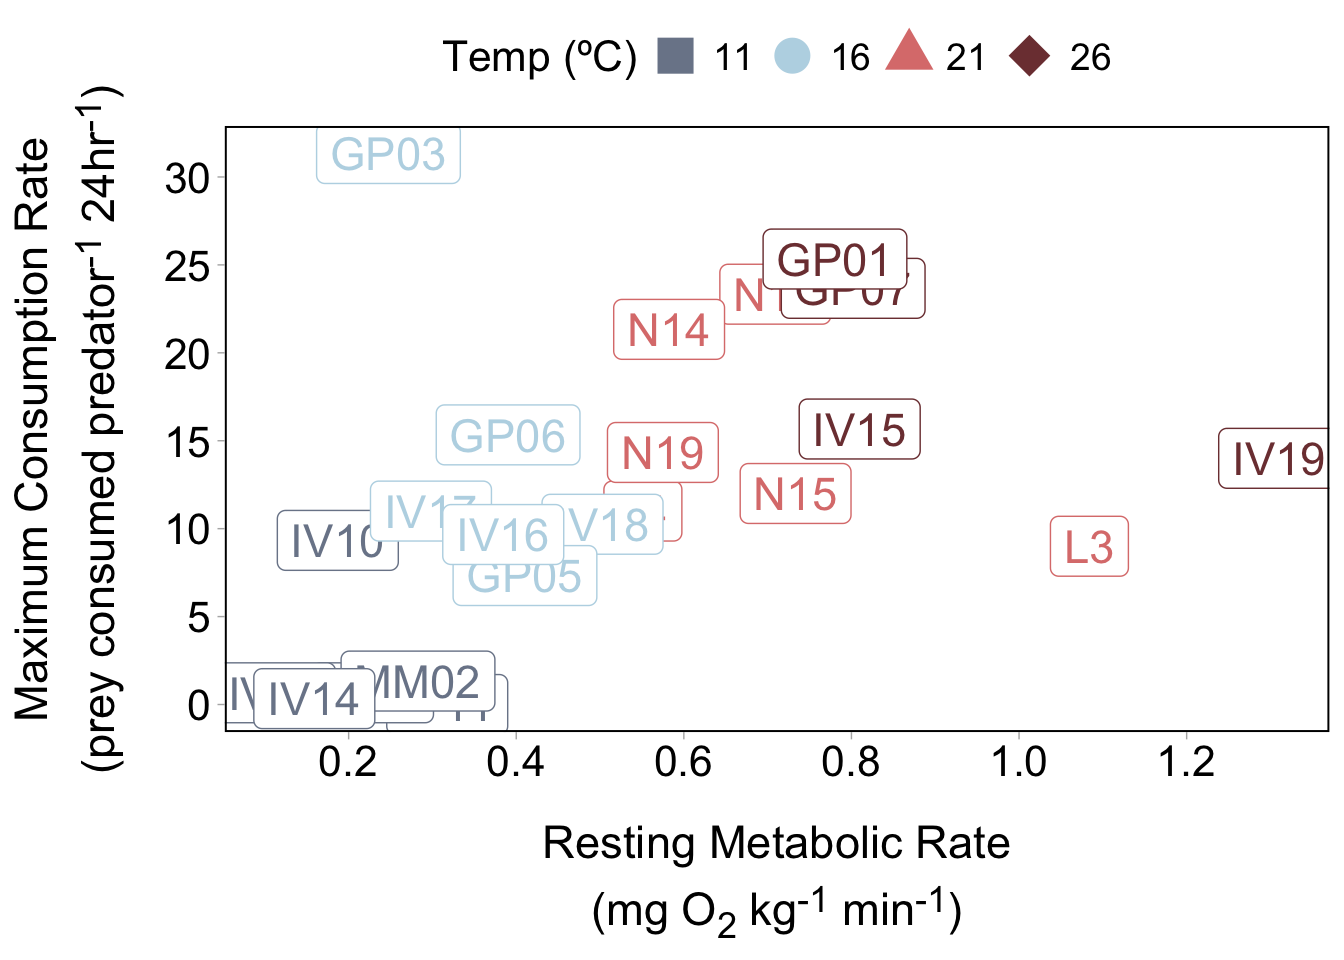 Temp (ºC) 11 16 21 26
Maximum Consumption Rate
(prey consumed predator-1 24hr-1)
30
25
20
15
10
5
0
GP03
GP01
GP07
N14
GP06
IV15
N19
IV19
N15
IV17
IV18
IV16
IV10
L3
GP05
MM02
IV14
0.2 0.4 0.6 0.8 1.0 1.2
Resting Metabolic Rate
(mg O2 kg-1 min-1)